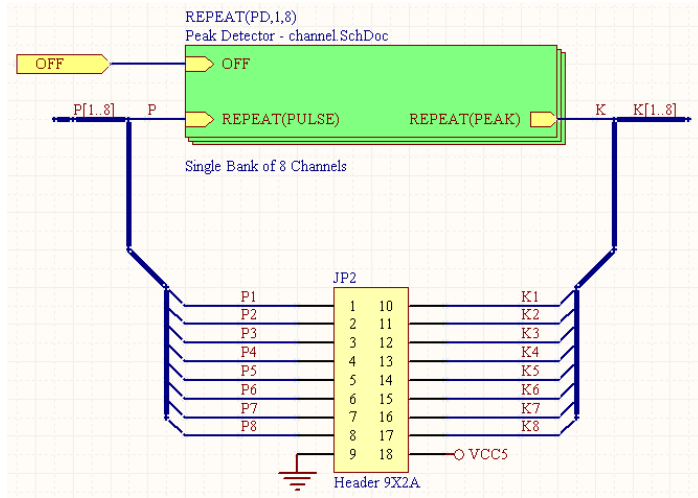 REPEAT(PD,1,8)
Peak Detector - channel.SchDoc
OFF
OFF
P[1..8]
P
REPEAT(PULSE)
REPEAT(PEAK)
K
K[1..8]
Single Bank of 8 Channels
JP2
P1 1 10 K1
P2 2 11 K2
P3 3 12 K3
P4 4 13 K4
P5 5 14 K5
P6 6 15 K6
P7 7 16 K7
P8 8 17 K8
9 18 VCC5
Header 9X2A